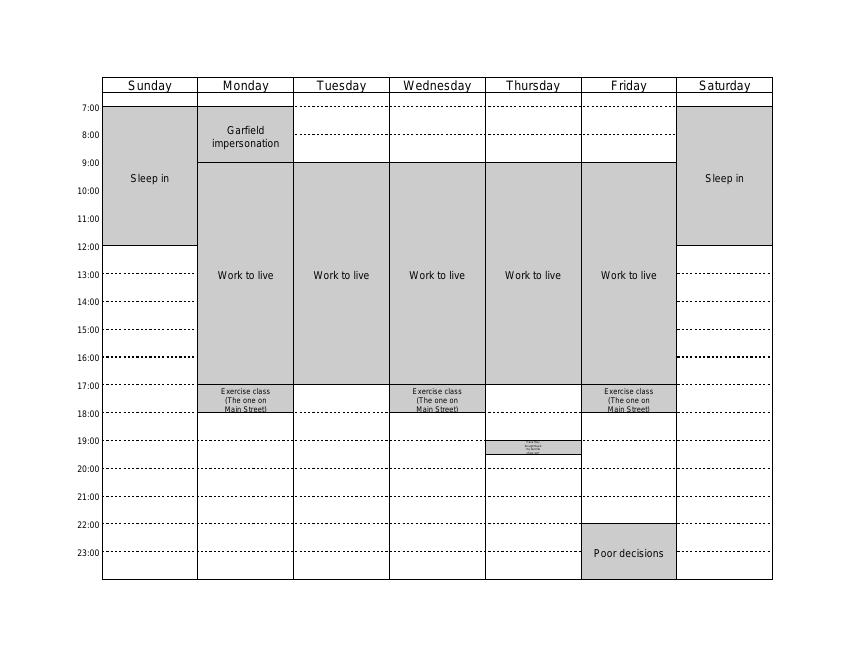 Sunday
Monday
Tuesday
Wednesday
Thursday
Friday
Saturday
7:00
8:00
9:00
10:00
11:00
12:00
13:00
14:00
15:00
16:00
17:00
18:00
19:00
20:00
21:00
22:00
23:00
Sleep in
Garfield
impersonation
Work to live
Exercise class
(The one on
Main Street)
Work to live
Work to live
Exercise class
(The one on
Main Street)
Work to live
Work to live
Exercise class
(The one on
Main Street)
Poor decisions
Sleep in